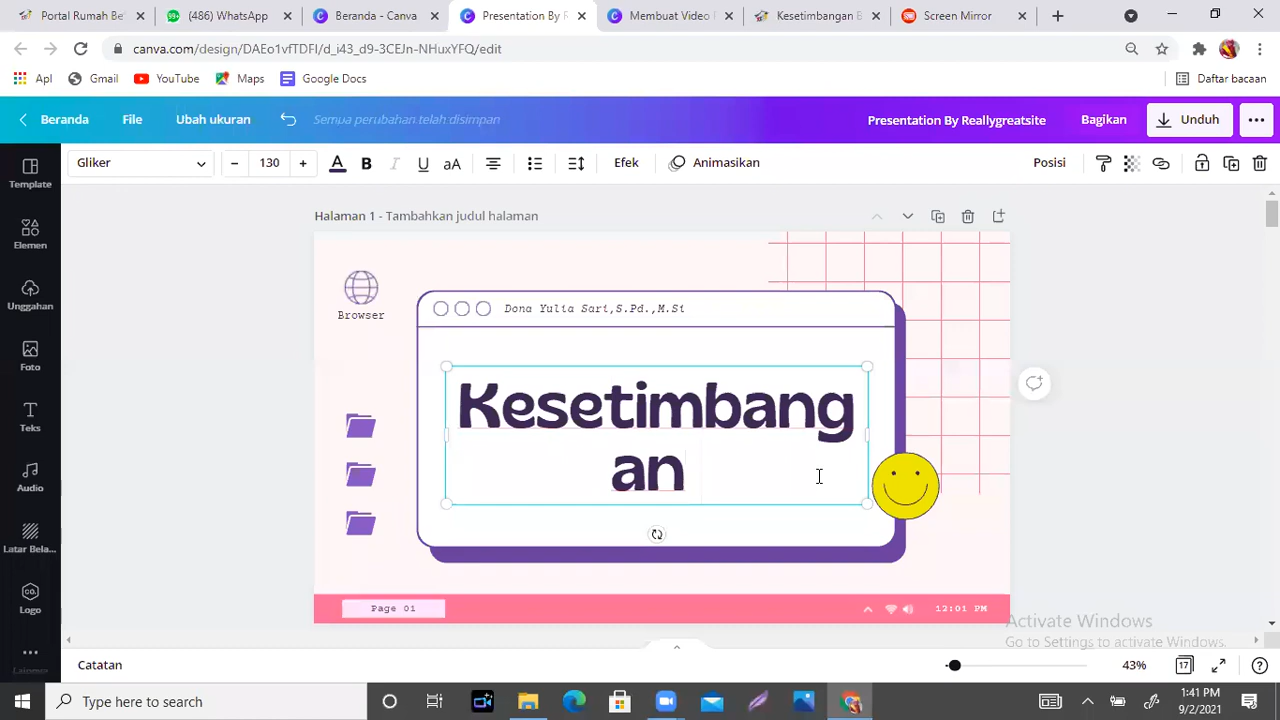 Portal Rumah Be
(486) WhatsApp
Beranda - Canva
Presentation By R
Membuat Video F
Kesetimbangan B
Screen Mirror
canva.com/design/DAEo1vfTDFI/d_i43_d9-3CEJn-NHuxYFQ/edit
Apl
Gmail
YouTube
Maps
Google Docs
Daftar bacaan
Beranda
File
Ubah ukuran
Semua perubahan telah disimpan
Presentation By Reallygreatsite
Bagikan
Unduh
Gliker
130
A
B
I
U
aA
Efek
Animasikan
Posisi
Template
Elemen
Unggahan
Foto
Teks
Audio
Latar Bela...
CO.
Logo
Halaman 1 - Tambahkan judul halaman
Browser
Dona Yulia Sari,S.Pd.,M.Si
Kesetimbang
an
Page 01
12:01 PM
Activate Windows
Go to Settings to activate Windows.
Catatan
43%
17
Type here to search
1:41 PM
9/2/2021